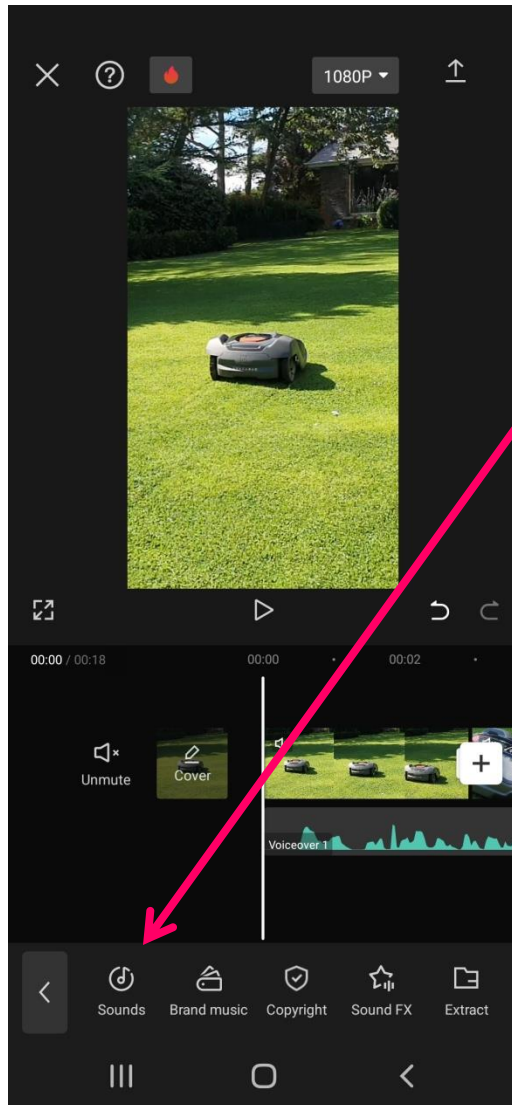 1080P
00:00 / 00:18
00:00
00:02
Unmute
Cover
Voiceover 1
Sounds
Brand music
Copyright
Sound FX
Extract